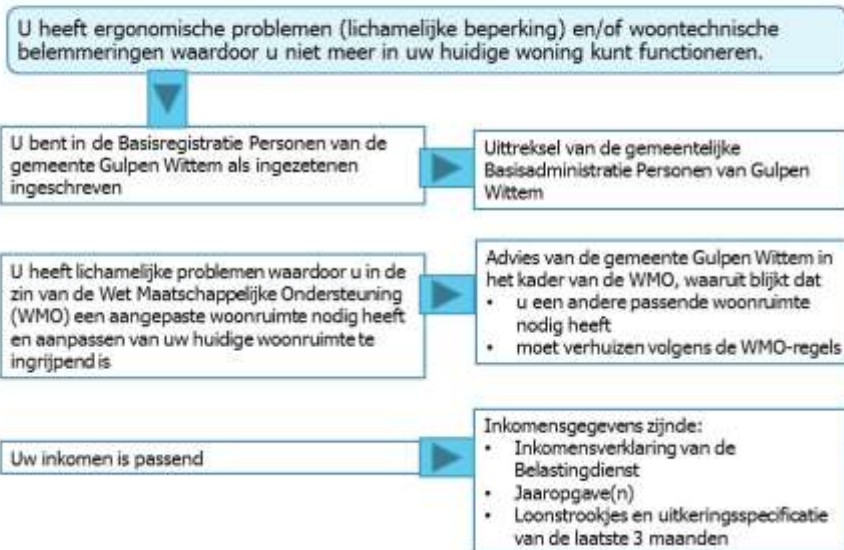 U heeft ergonomische problemen (lichamelijke beperking) en/of woontechnische
belemmeringen waardoor u niet meer in uw huidige woning kunt functioneren.
U bent in de Basisregistratie Personen van de
gemeente Gulpen Wittem als ingezetenen
ingeschreven
Uittreksel van de gemeentelijke
Basisadministratie Personen van Gulpen
Wittem
U heeft lichamelijke problemen waardoor u in de
zin van de Wet Maatschappelijke Ondersteuning
(WMO) een aangepaste woonruimte nodig heeft
en aanpassen van uw huidige woonruimte te
ingrijpend is
Advies van de gemeente Gulpen Wittem in
het kader van de WMO, waaruit blijkt dat
• u een andere passende woonruimte
nodig heeft
• moet verhuizen volgens de WMO-regels
Uw inkomen is passend
Inkomensgegevens zijnde:
• Inkomensverklaring van de
Belastingdienst
• Jaaropgave(n)
• Loonstrookjes en uitkeringsspecificatie
van de laatste 3 maanden